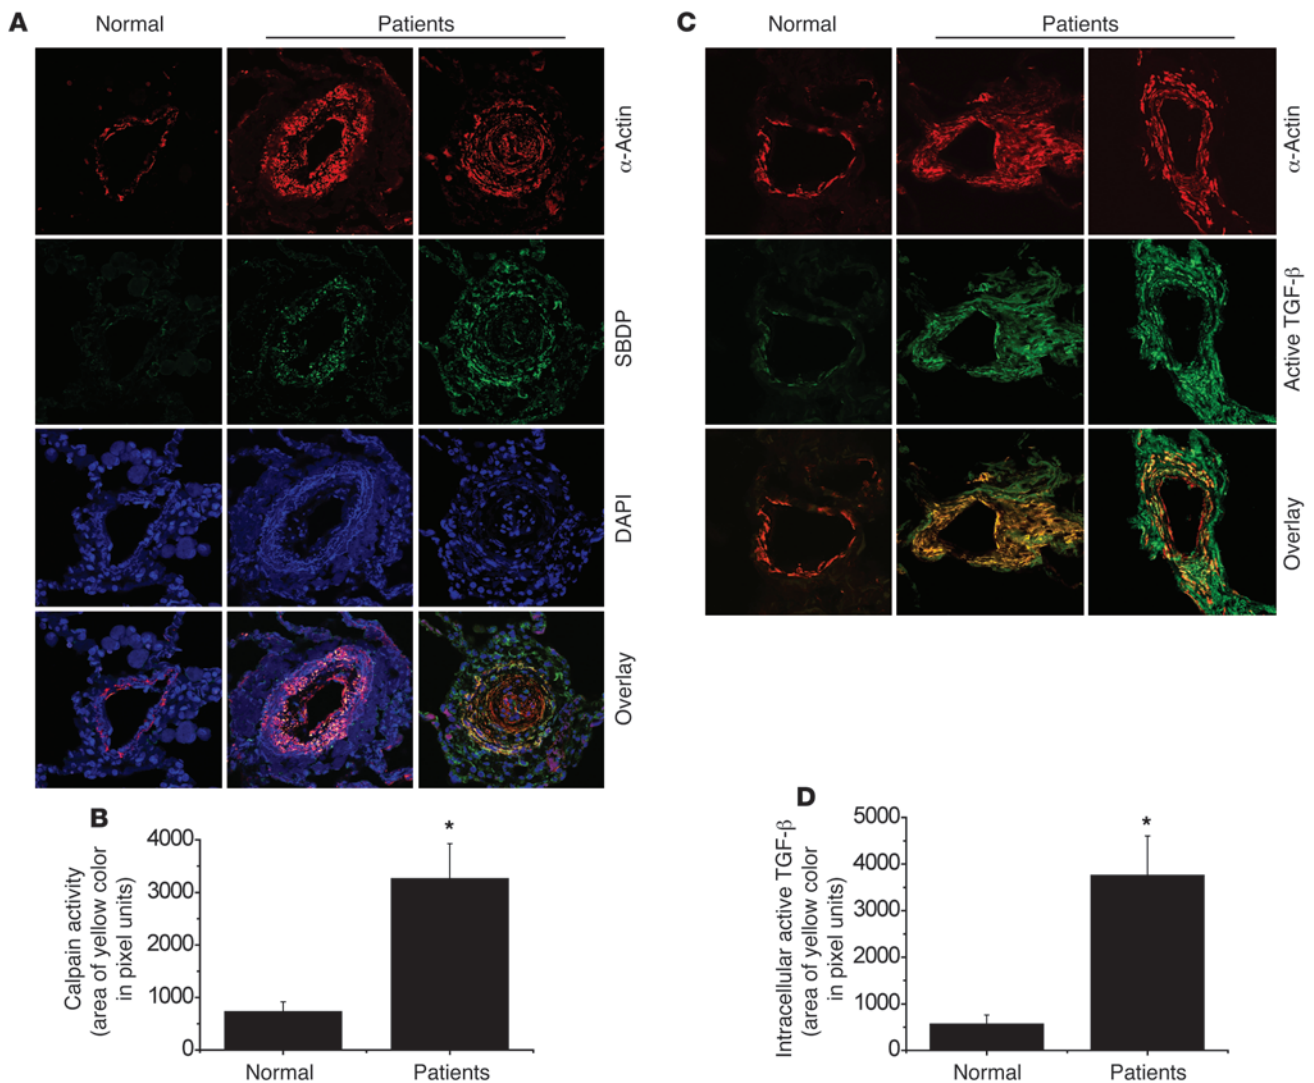 A
Normal
Patients
α-Actin
SBDP
DAPI
Overlay
B
Calpain activity
(area of yellow color
in pixel units)
4000
3000
2000
1000
0
*
Normal
Patients
C
Normal
Patients
α-Actin
Active TGF-β
Overlay
D
Intracellular active TGF-β
(area of yellow color
in pixel units)
5000
4000
3000
2000
1000
0
*
Normal
Patients